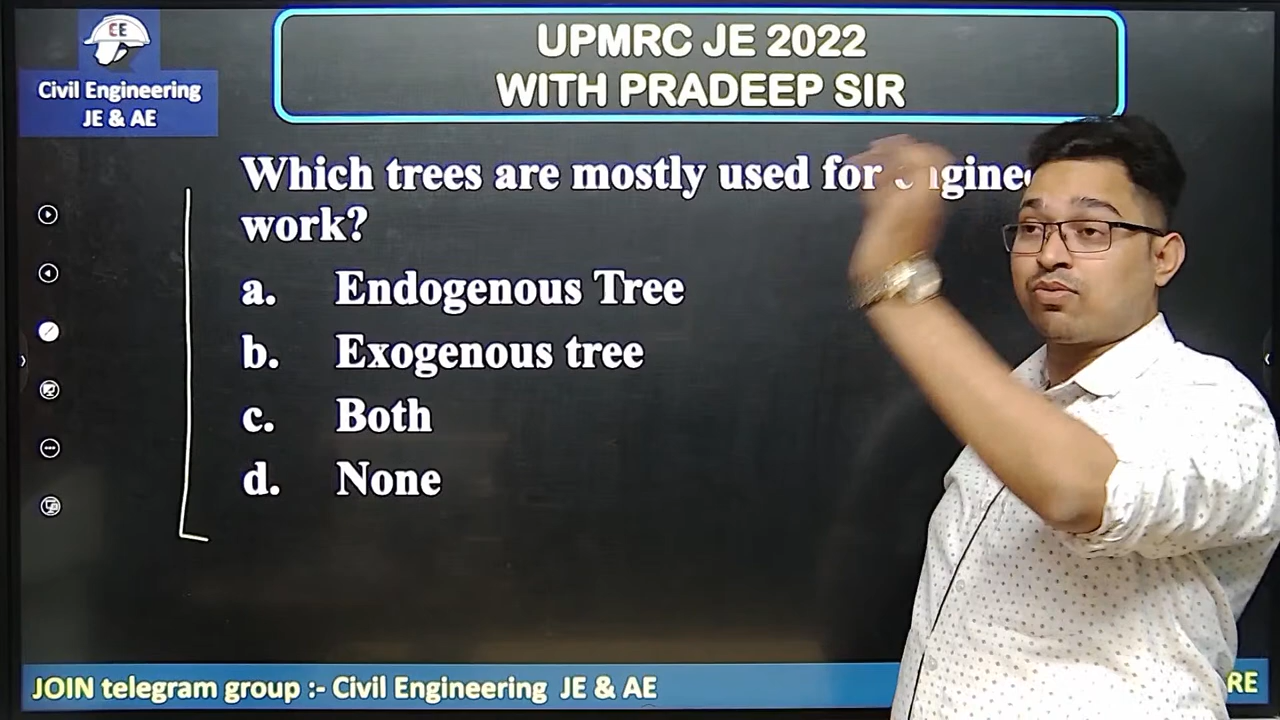 CE
Civil Engineering
JE & AE
UPMRC JE 2022
WITH PRADEEP SIR
Which trees are mostly used for
work?
a. Endogenous Tree
b. Exogenous tree
c. Both
d. None
JOIN telegram group :- Civil Engineering JE & AE